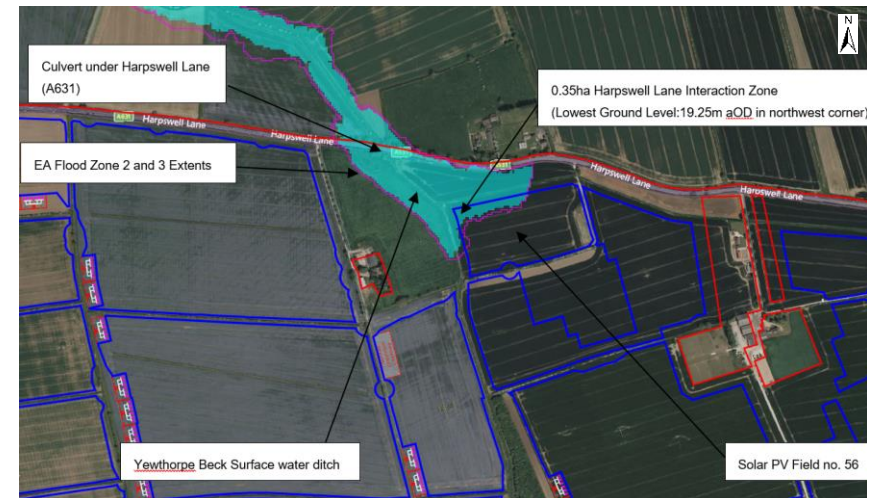 N
Culvert under Harpswell Lane
(A631)
0.35ha Harpswell Lane Interaction Zone
(Lowest Ground Level:19.25m aOD in northwest corner)
A631
Harpswell Lane
Harpswell Lane
EA Flood Zone 2 and 3 Extents
Harpswell Lane
Harpswell Lane
Yewthorpe Beck Surface water ditch
Solar PV Field no. 56